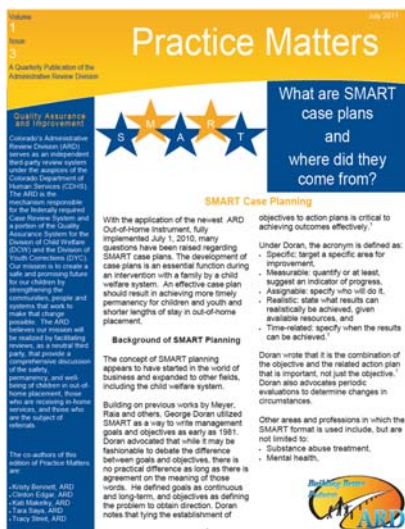 Volume
1
Issue
3
A Quarterly Publication of the
Administrative Review Division
July 2011
Practice Matters
Quality Assurance
and Improvement
Colorado's Administrative
Review Division (ARD)
serves as an independent
third-party review system
under the auspices of the
Colorado Department of
Human Services (CDHS).
The ARD is the
mechanism responsible
for the federally required
Case Review System and
a portion of the Quality
Assurance System for the
Division of Child Welfare
(DCW) and the Division of
Youth Corrections (DYC).
Our mission is to create a
safe and promising future
for our children by
strengthening the
communities, people and
systems that work to
make that change
possible. The ARD
believes our mission will
be realized by facilitating
reviews, as a neutral third
party, that provide a
comprehensive discussion
of the safety,
permanency, and well-
being of children in out-of-
home placement, those
who are receiving in-home
services, and those who
are the subject of
referrals.
The co-authors of this
edition of Practice Matters
are:
Kristy Bennett, ARD
Clinton Edgar, ARD
Kati Makelky, ARD
Tara Saya, ARD
Tracy Street, ARD
S M A R T
What are SMART
case plans
and
where did they
come from?
SMART Case Planning
With the application of the newest ARD
Out-of-Home Instrument, fully
implemented July 1, 2010, many
questions have been raised regarding
SMART case plans. The development of
case plans is an essential function during
an intervention with a family by a child
welfare system. An effective case plan
should result in achieving more timely
permanency for children and youth and
shorter lengths of stay in out-of-home
placement.
Background of SMART Planning
The concept of SMART planning
appears to have started in the world of
business and expanded to other fields,
including the child welfare system.
Building on previous works by Meyer,
Raia and others, George Doran utilized
SMART as a way to write management
goals and objectives as early as 1981.
Doran advocated that while it may be
fashionable to debate the difference
between goals and objectives, there is
no practical difference as long as there is
agreement on the meaning of those
words. He defined goals as continuous
and long-term, and objectives as defining
the problem to obtain direction. Doran
notes that tying the establishment of
objectives to action plans is critical to
achieving outcomes effectively.¹
Under Doran, the acronym is defined as:
Specific: target a specific area for
improvement,
Measurable: quantify or at least,
suggest an indicator of progress,
Assignable: specify who will do it.
Realistic: state what results can
realistically be achieved, given
available resources, and
Time-related: specify when the results
can be achieved.¹
Doran wrote that it is the combination of
the objective and the related action plan
that is important, not just the objective.¹
Doran also advocates periodic
evaluations to determine changes in
circumstances.
Other areas and professions in which the
SMART format is used include, but are
not limited to:
Substance abuse treatment,
Mental health,
Building Better
Futures
ARD